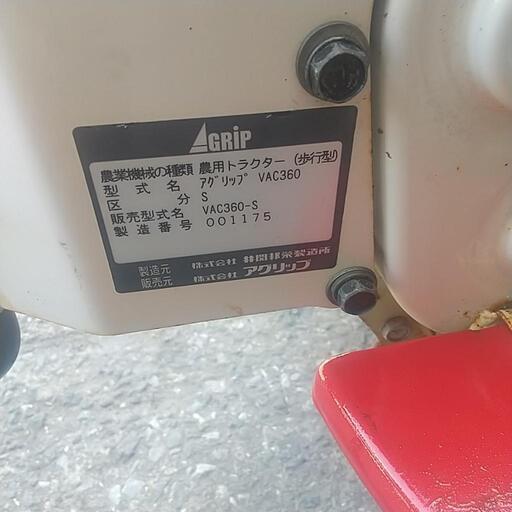 AGRIP
農業機械の種類 農用トラクター (歩行型)
型式名 アグリップ VAC360
区分 S
販売型式名 VAC360-S
製造番号 001175
製造元 株式会社 井関邦栄製造所
販売元 株式会社 アグリップ